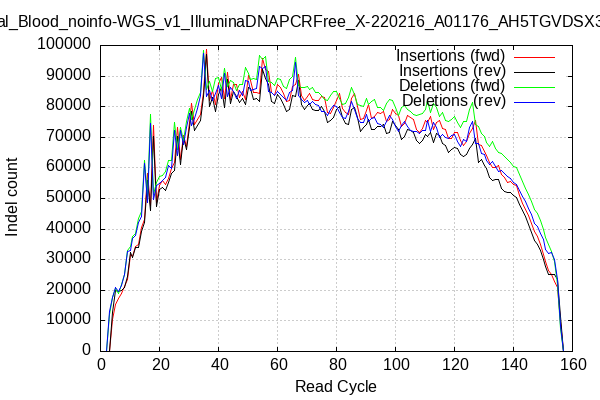 al_Blood_noinfo-WGS_v1_IlluminaDNAPCRFree_X-220216_A01176_AH5TGVDSX3
Insertions (fwd)
Insertions (rev)
Deletions (fwd)
Deletions (rev)
Indel count
100000
90000
80000
70000
60000
50000
40000
30000
20000
10000
0
0 20 40 60 80 100 120 140 160
Read Cycle